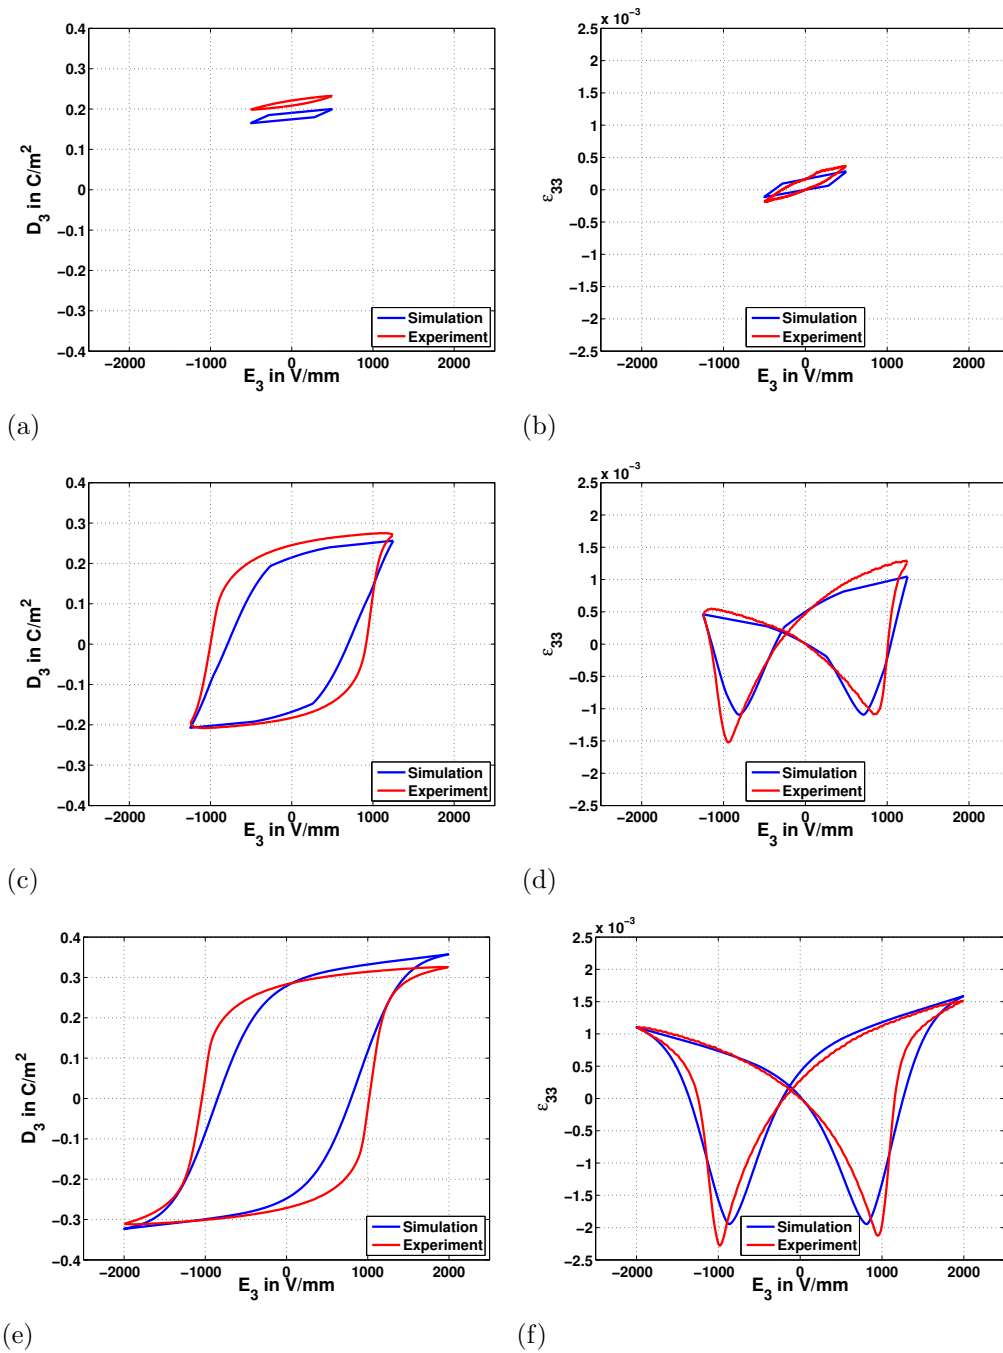 0.4
0.3
0.2
0.1
0
−0.1
−0.2
−0.3
−0.4
D3 in C/m2
−2000 −1000 0 1000 2000
E3 in V/mm
Simulation
Experiment
(a)
x 10−3
2.5
2
1.5
1
0.5
0
−0.5
−1
−1.5
−2
−2.5
ε33
−2000 −1000 0 1000 2000
E3 in V/mm
Simulation
Experiment
(b)
0.4
0.3
0.2
0.1
0
−0.1
−0.2
−0.3
−0.4
D3 in C/m2
−2000 −1000 0 1000 2000
E3 in V/mm
Simulation
Experiment
(c)
x 10−3
2.5
2
1.5
1
0.5
0
−0.5
−1
−1.5
−2
−2.5
ε33
−2000 −1000 0 1000 2000
E3 in V/mm
Simulation
Experiment
(d)
0.4
0.3
0.2
0.1
0
−0.1
−0.2
−0.3
−0.4
D3 in C/m2
−2000 −1000 0 1000 2000
E3 in V/mm
Simulation
Experiment
(e)
x 10−3
2.5
2
1.5
1
0.5
0
−0.5
−1
−1.5
−2
−2.5
ε33
−2000 −1000 0 1000 2000
E3 in V/mm
Simulation
Experiment
(f)